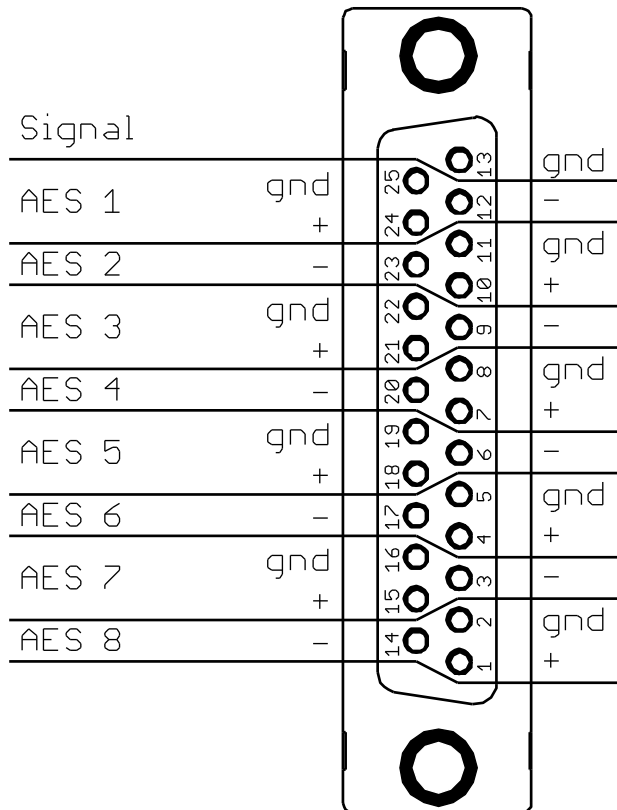 Signal
13 gnd
gnd 25
AES 1 12 -
+ 24
11 gnd
AES 2 - 23
10 +
gnd 22
AES 3 9 -
+ 21
8 gnd
AES 4 - 20
7 +
gnd 19
AES 5 6 -
+ 18
5 gnd
AES 6 - 17
4 +
gnd 16
AES 7 3 -
+ 15
2 gnd
AES 8 - 14
1 +